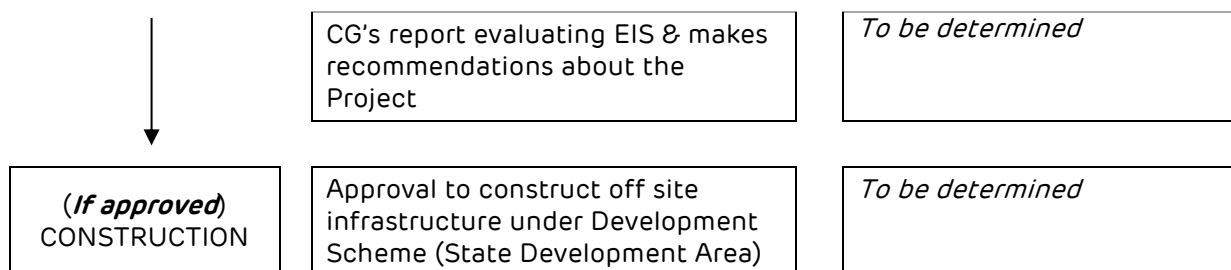 CG's report evaluating EIS & makes
recommendations about the
Project
To be determined
(If approved)
CONSTRUCTION
Approval to construct off site
infrastructure under Development
Scheme (State Development Area)
To be determined